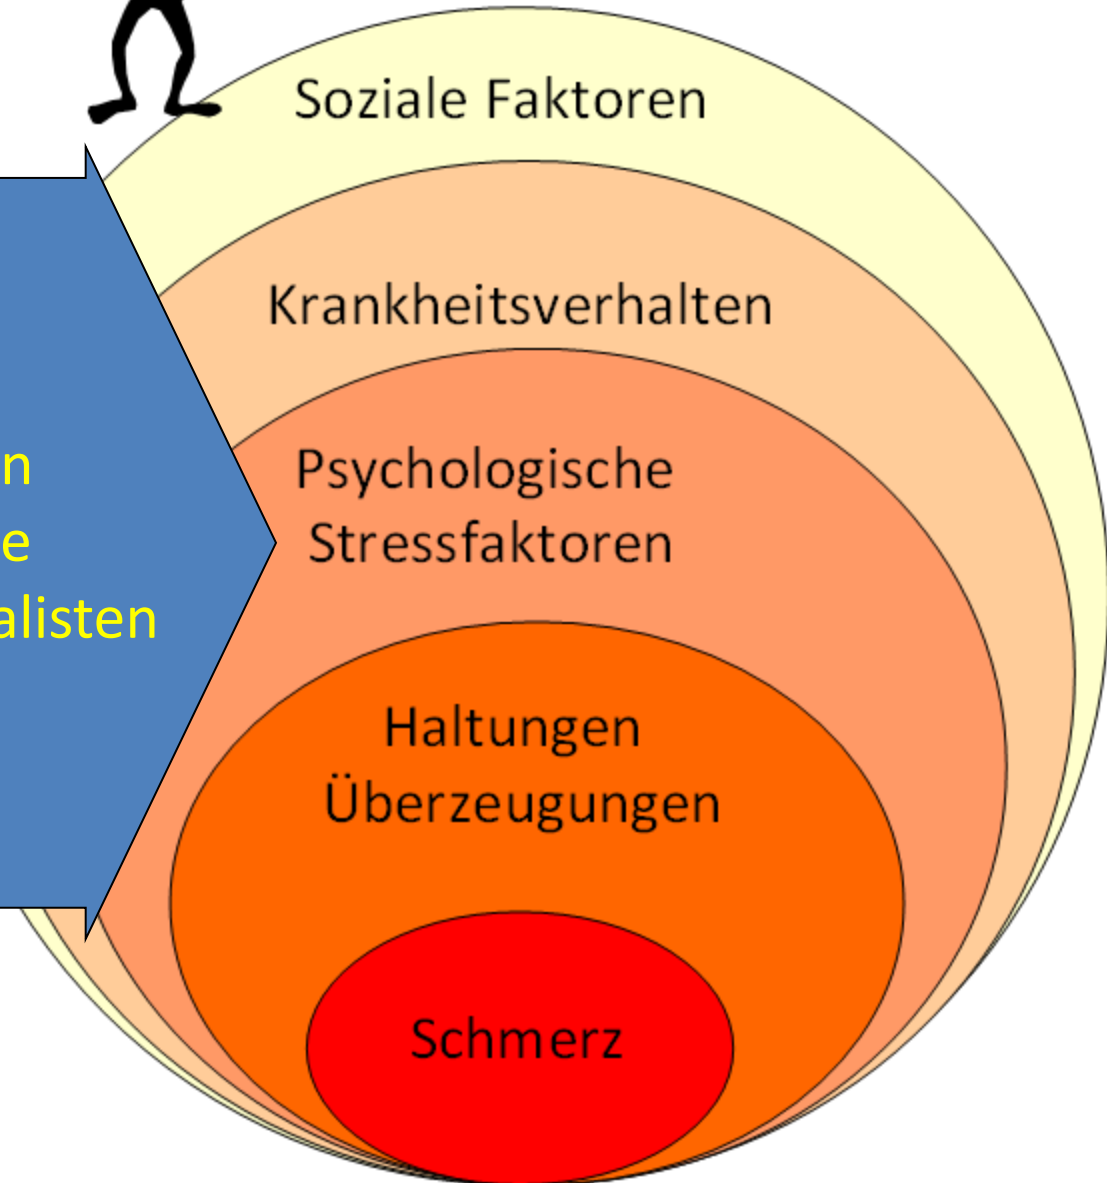 Soziale Faktoren
Krankheitsverhalten
Psychologische
Stressfaktoren
n
e
alisten
Haltungen
Überzeugungen
Schmerz